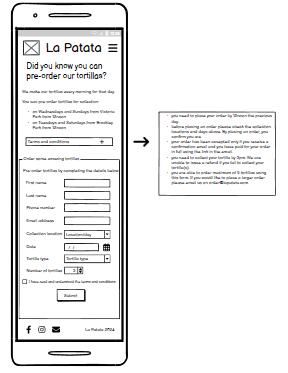 La Patata
Did you know you can
pre-order our tortillas?
We make our tortillas every morning for that day.
You can pre-order tortillas for collection
on Wednesdays and Sundays from Victoria
Park from 10am
on Tuesdays and Saturdays from Brockley
Park from 10am
Terms and conditions +
Order some amazing tortillas
Pre-order tortillas by completing the details below
First name
Last name
Phone number
Email address
Collection location Location/day
Date / /
Tortilla type Tortilla type
Number of tortillas
I have read and understand the terms and conditions
Submit
La Patata 2024
you need to place your order by 10am the previous
day
before placing an order please check the collection
locations and days above. By placing an order, you
confirm you are
your order has been accepted only if you receive a
confirmation email and you have paid for your order
in full using the link in the email.
you need to collect your tortillas by 3pm. We are
unable to issue a refund if you fail to collect your
tortilla(s).
you are able to order maximum of 5 tortillas using
this form. If you would like to place a larger order
please email us on order@lapatata.com